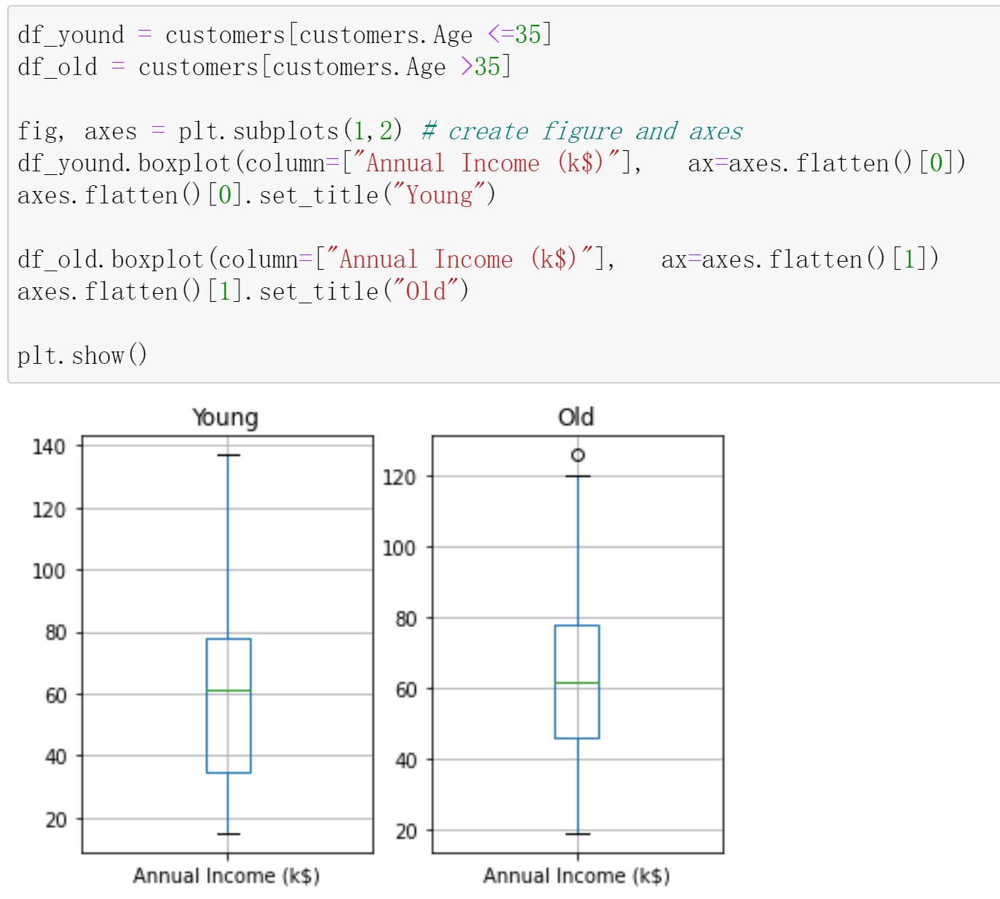 df_yound = customers[customers.Age <=35]
df_old = customers[customers.Age >35]
fig, axes = plt.subplots(1,2) # create figure and axes
df_yound.boxplot(column=["Annual Income (k$)"],   ax=axes.flatten()[0])
axes.flatten()[0].set_title("Young")
df_old.boxplot(column=["Annual Income (k$)"],   ax=axes.flatten()[1])
axes.flatten()[1].set_title("Old")
plt.show()
Young
140
120
100
80
60
40
20
Annual Income (k$)
Old
120
100
80
60
40
20
Annual Income (k$)